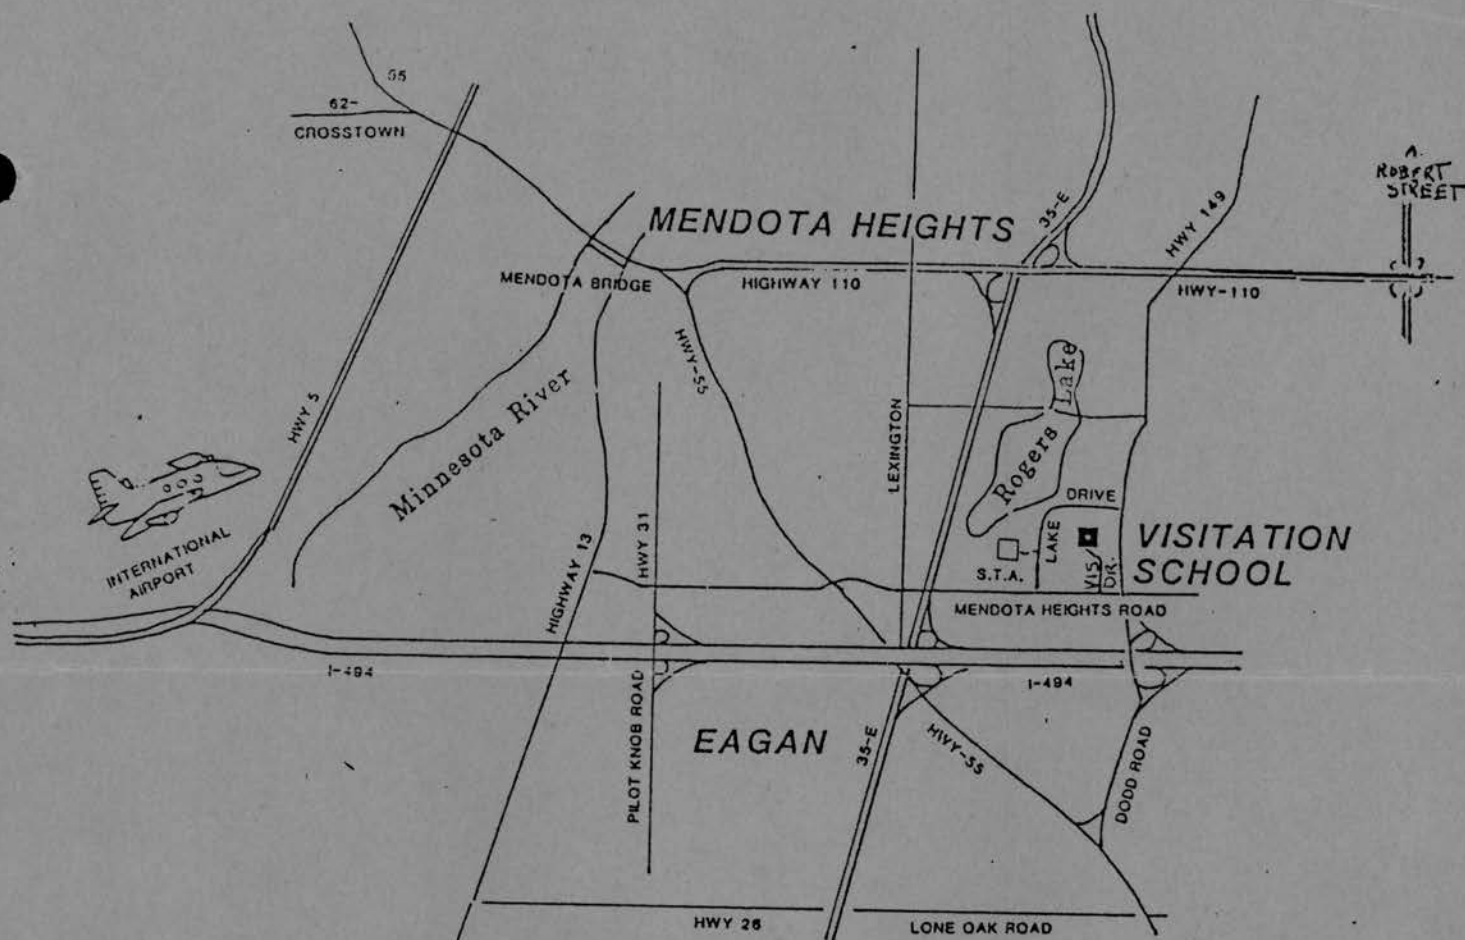 55
62-
CROSSTOWN
ROBERT
STREET
35-E
HWY 149
MENDOTA HEIGHTS
MENDOTA BRIDGE
HIGHWAY 110
HWY-110
HWY 5
HWY-55
Minnesota River
LEXINGTON
Rogers Lake
INTERNATIONAL
AIRPORT
HIGHWAY 13
HWY 31
DRIVE
LAKE
S.T.A.
VIS.
DR.
VISITATION
SCHOOL
MENDOTA HEIGHTS ROAD
I-494
I-494
PILOT KNOB ROAD
EAGAN
35-E
HWY-55
DODD ROAD
HWY 26
LONE OAK ROAD